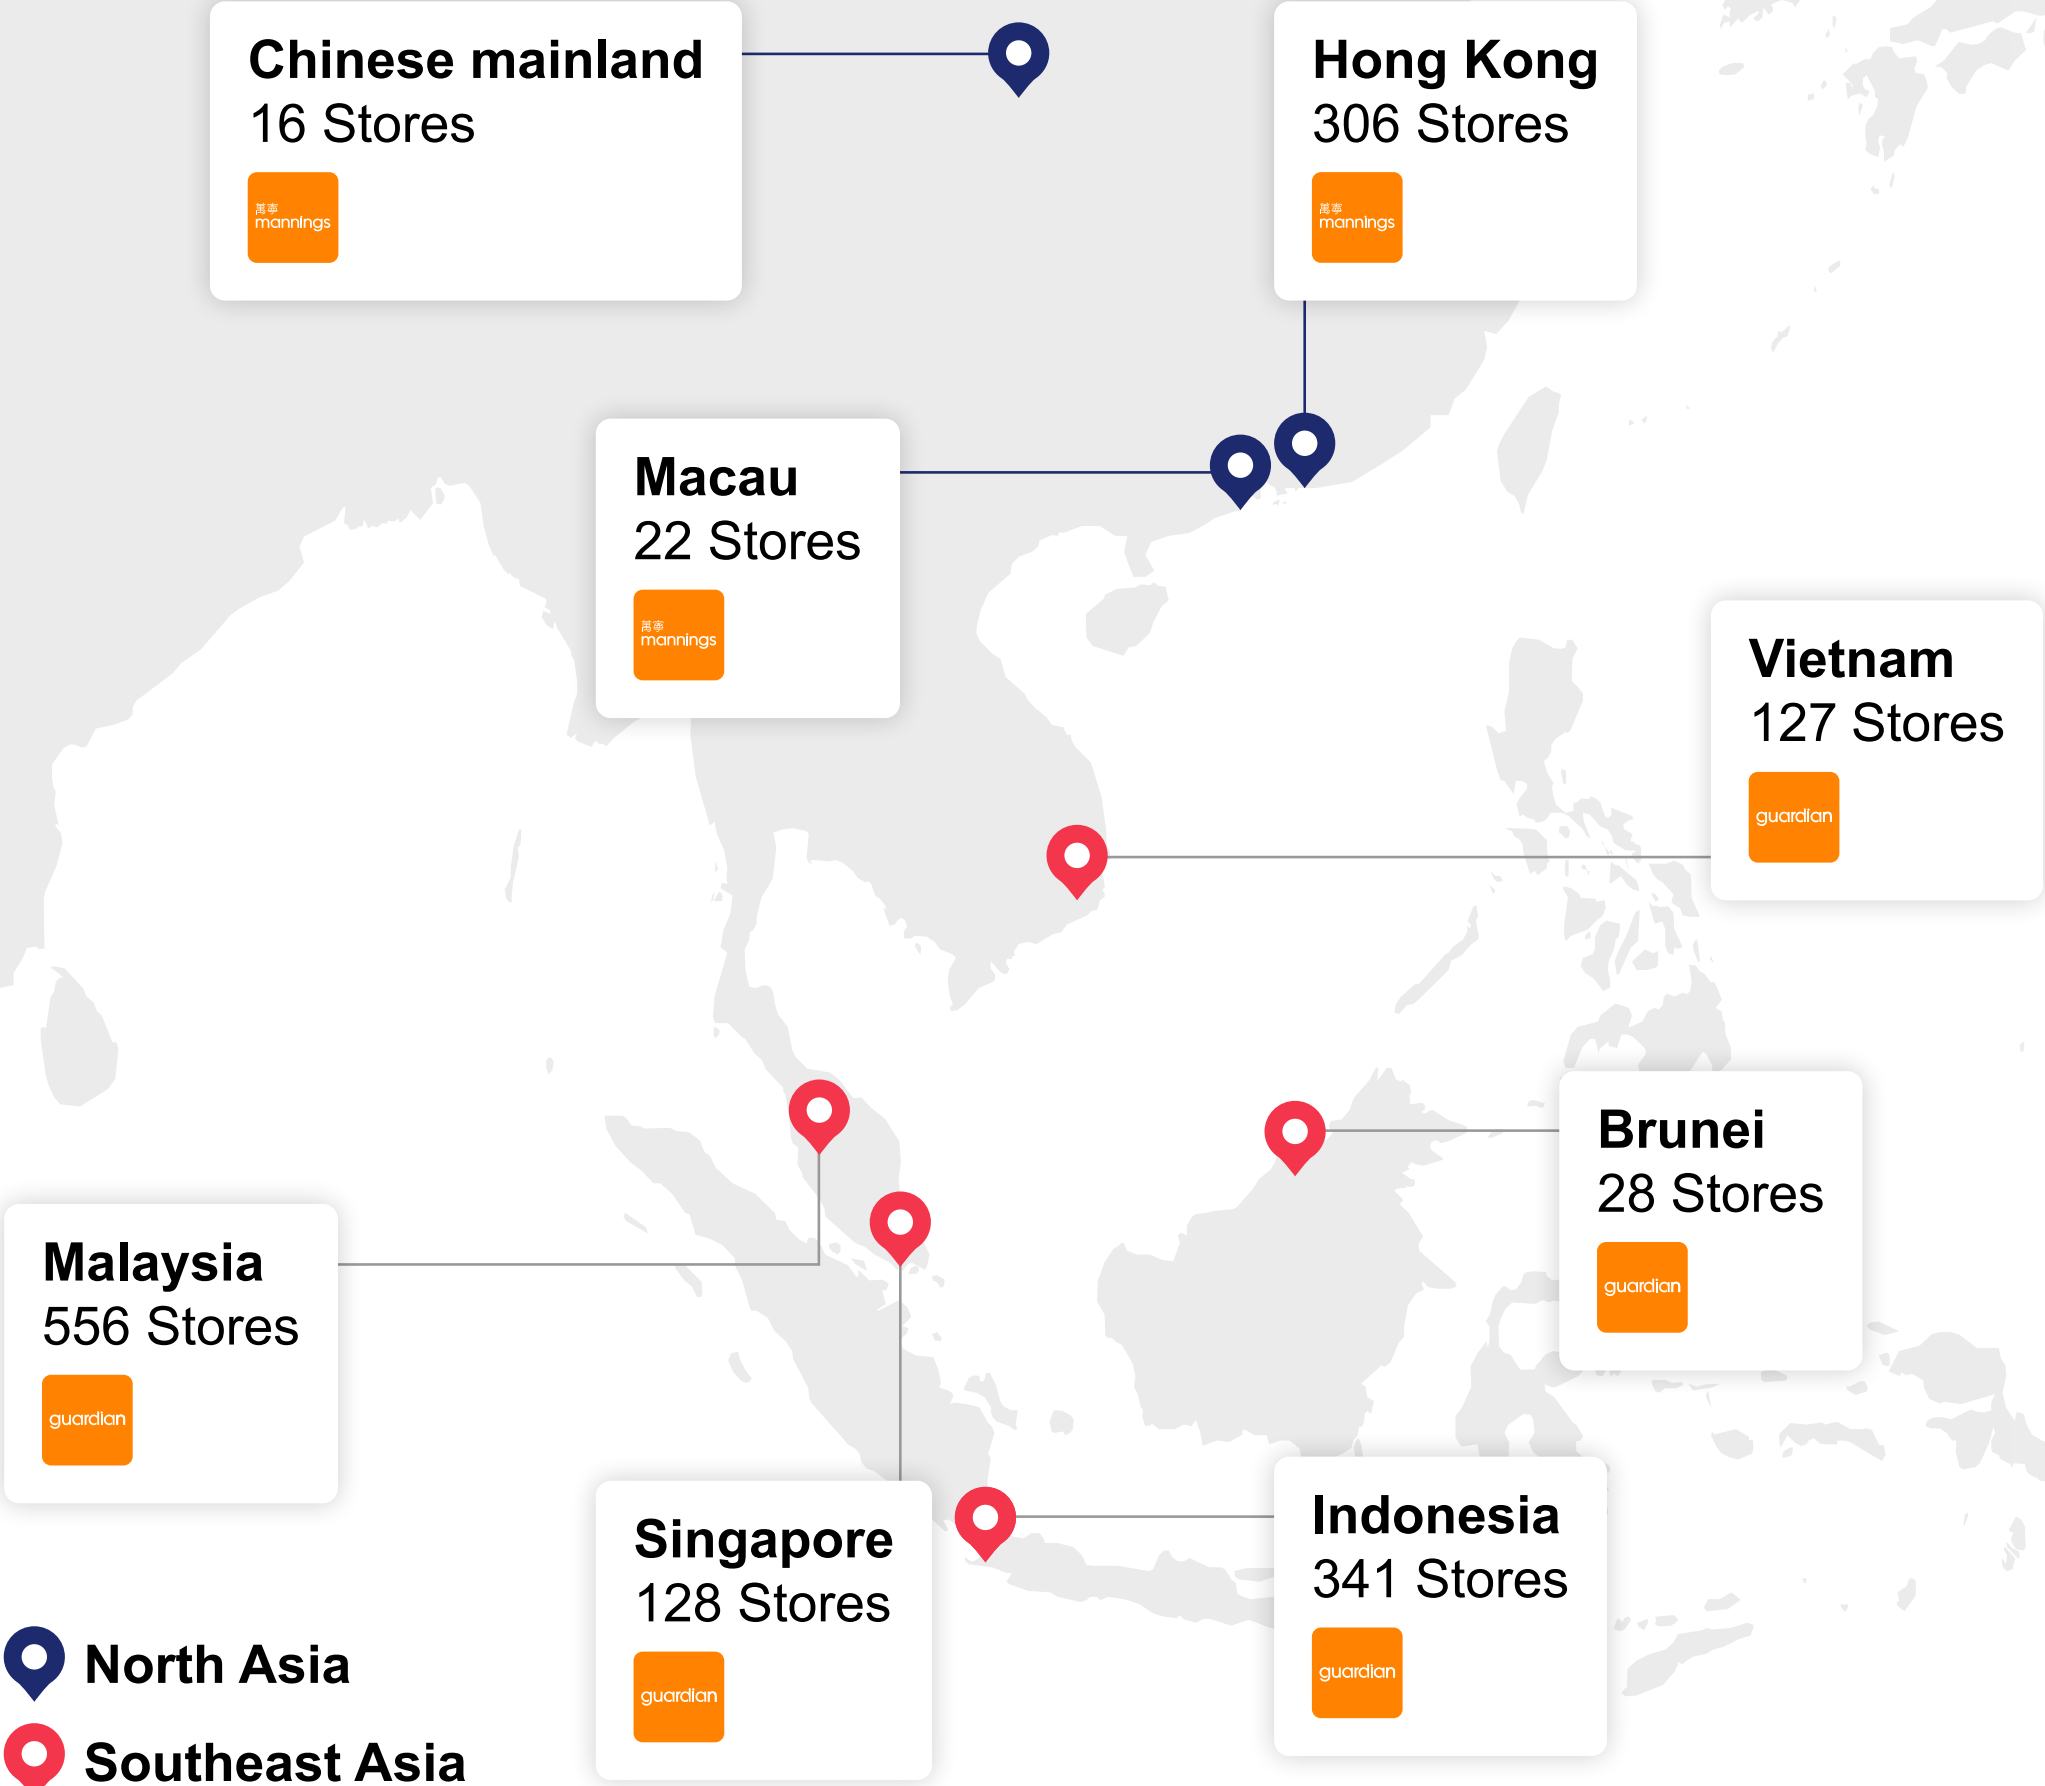 Chinese mainland
16 Stores
萬寧
mannings
Hong Kong
306 Stores
萬寧
mannings
Macau
22 Stores
萬寧
mannings
Vietnam
127 Stores
guardian
Brunei
28 Stores
guardian
Malaysia
556 Stores
guardian
Singapore
128 Stores
guardian
Indonesia
341 Stores
guardian
North Asia
Southeast Asia